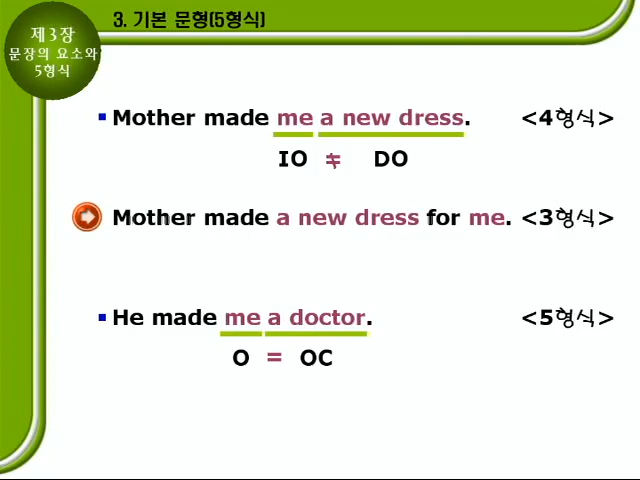 3. 기본 문형(5형식)
제3장
문장의 요소와
5형식
Mother made me a new dress. <4형식>
IO ≠ DO
Mother made a new dress for me. <3형식>
He made me a doctor. <5형식>
O = OC